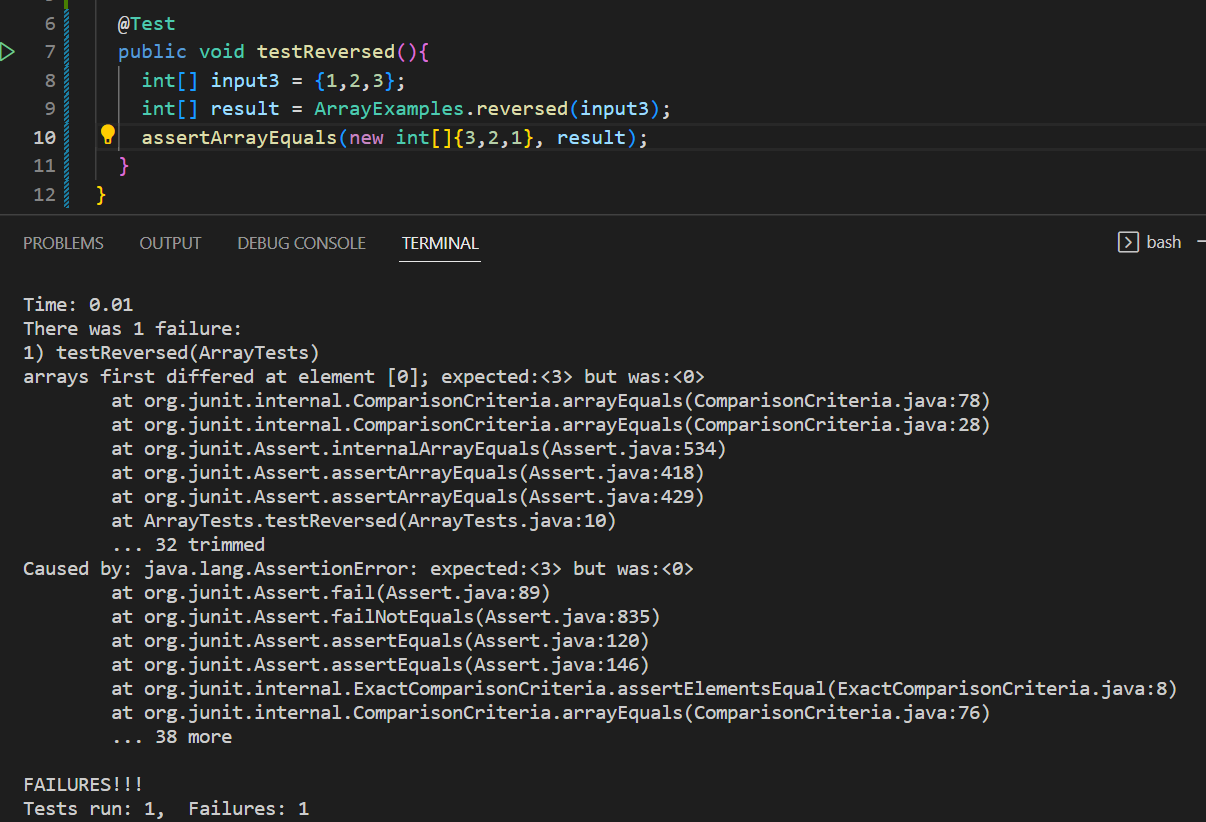 6 @Test
7 public void testReversed(){
8 int[] input3 = {1,2,3};
9 int[] result = ArrayExamples.reversed(input3);
10 assertArrayEquals(new int[]{3,2,1}, result);
11 }
12 }
PROBLEMS OUTPUT DEBUG CONSOLE TERMINAL bash
Time: 0.01
There was 1 failure:
1) testReversed(ArrayTests)
arrays first differed at element [0]; expected:<3> but was:<0>
at org.junit.internal.ComparisonCriteria.arrayEquals(ComparisonCriteria.java:78)
at org.junit.internal.ComparisonCriteria.arrayEquals(ComparisonCriteria.java:28)
at org.junit.Assert.internalArrayEquals(Assert.java:534)
at org.junit.Assert.assertArrayEquals(Assert.java:418)
at org.junit.Assert.assertArrayEquals(Assert.java:429)
at ArrayTests.testReversed(ArrayTests.java:10)
... 32 trimmed
Caused by: java.lang.AssertionError: expected:<3> but was:<0>
at org.junit.Assert.fail(Assert.java:89)
at org.junit.Assert.failNotEquals(Assert.java:835)
at org.junit.Assert.assertEquals(Assert.java:120)
at org.junit.Assert.assertEquals(Assert.java:146)
at org.junit.internal.ExactComparisonCriteria.assertElementsEqual(ExactComparisonCriteria.java:8)
at org.junit.internal.ComparisonCriteria.arrayEquals(ComparisonCriteria.java:76)
... 38 more
FAILURES!!!
Tests run: 1,  Failures: 1